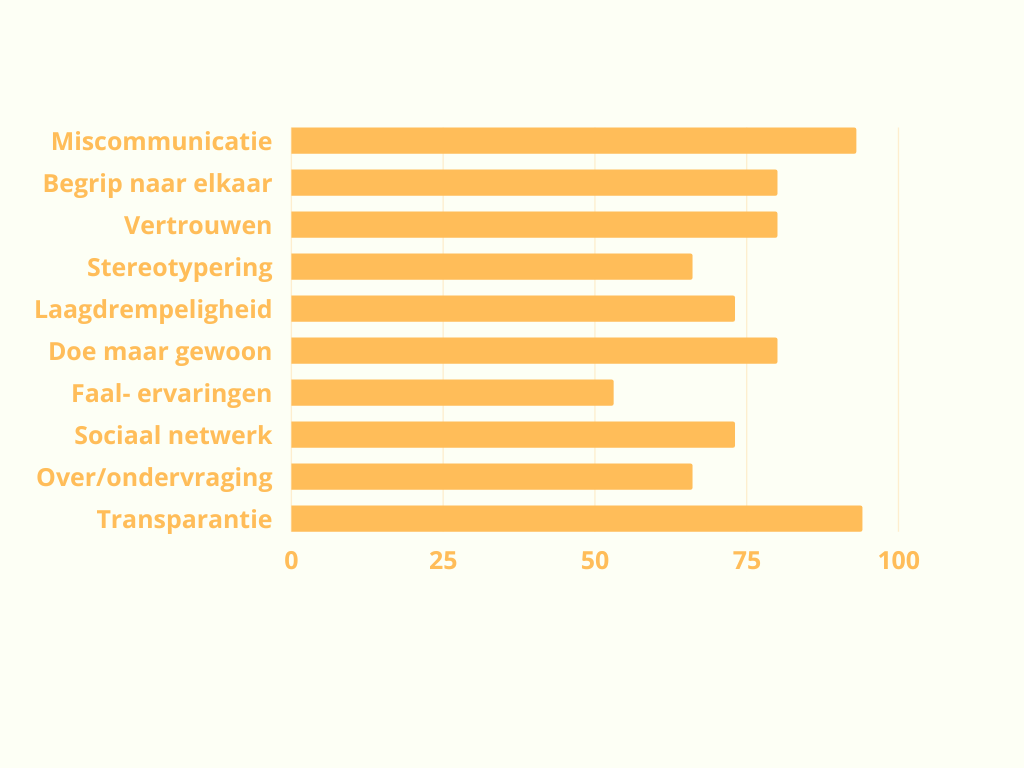 Miscommunicatie
Begrip naar elkaar
Vertrouwen
Stereotypering
Laagdrempeligheid
Doe maar gewoon
Faal- ervaringen
Sociaal netwerk
Over/ondervraging
Transparantie
0 25 50 75 100